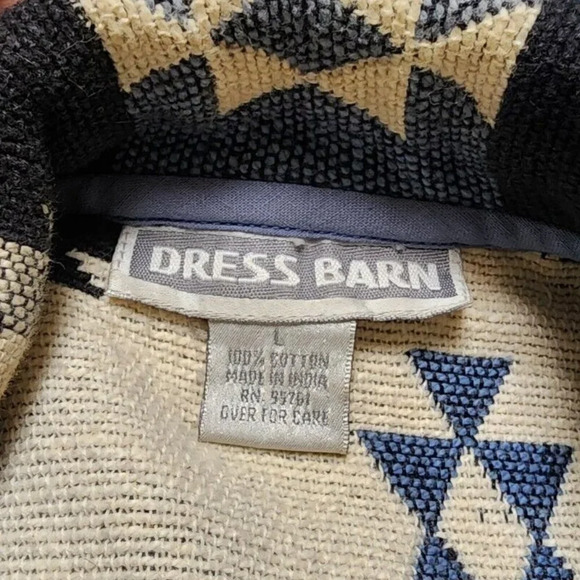 DRESS BARN
L
100% COTTON
MADE IN INDIA
RN. 95761
OVER FOR CARE